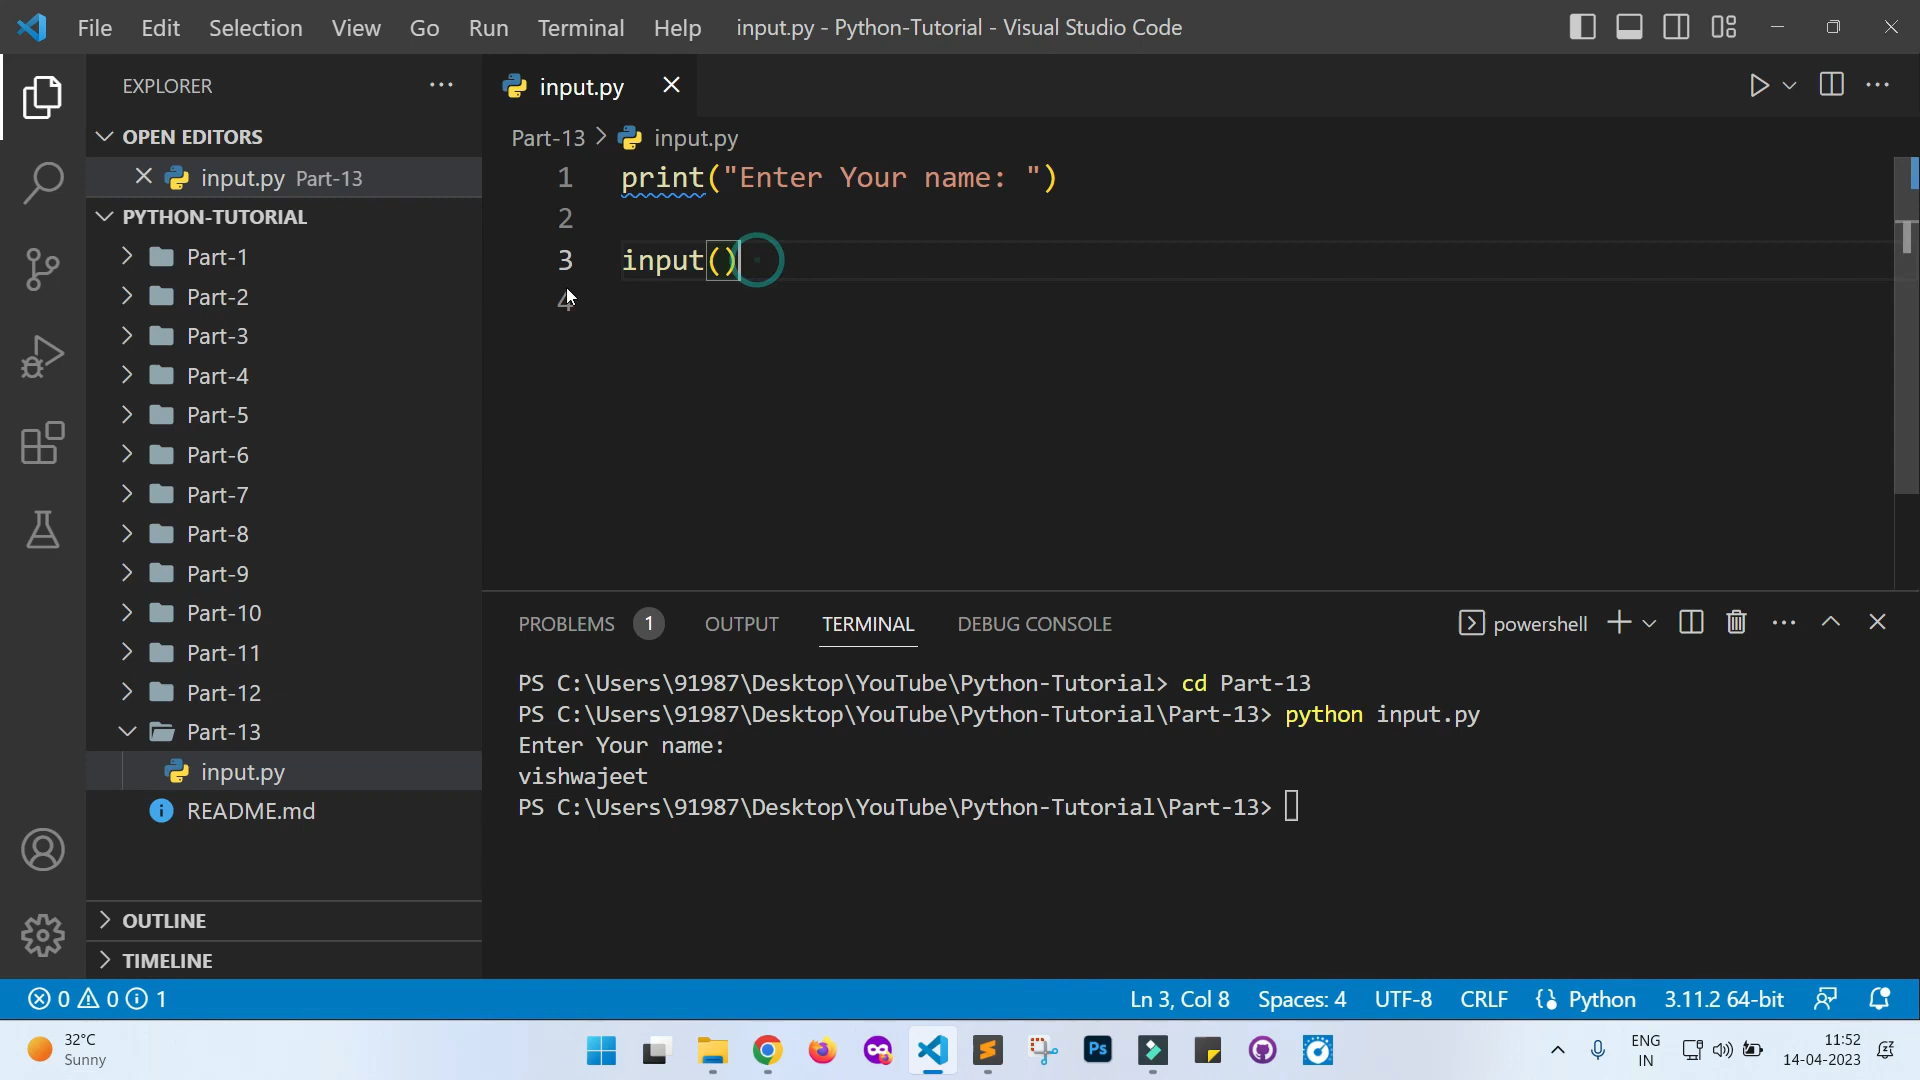 File Edit Selection View Go Run Terminal Help input.py - Python-Tutorial - Visual Studio Code
EXPLORER
OPEN EDITORS
input.py Part-13
PYTHON-TUTORIAL
Part-1
Part-2
Part-3
Part-4
Part-5
Part-6
Part-7
Part-8
Part-9
Part-10
Part-11
Part-12
Part-13
input.py
README.md
OUTLINE
TIMELINE
input.py
Part-13 > input.py
1 print("Enter Your name: ")
2
3 input()
4
PROBLEMS 1 OUTPUT TERMINAL DEBUG CONSOLE powershell
PS C:\Users\91987\Desktop\YouTube\Python-Tutorial> cd Part-13
PS C:\Users\91987\Desktop\YouTube\Python-Tutorial\Part-13> python input.py
Enter Your name:
vishwajeet
PS C:\Users\91987\Desktop\YouTube\Python-Tutorial\Part-13>
0 0 1 Ln 3, Col 8 Spaces: 4 UTF-8 CRLF Python 3.11.2 64-bit
32°C
Sunny
Ps
ENG
IN
11:52
14-04-2023